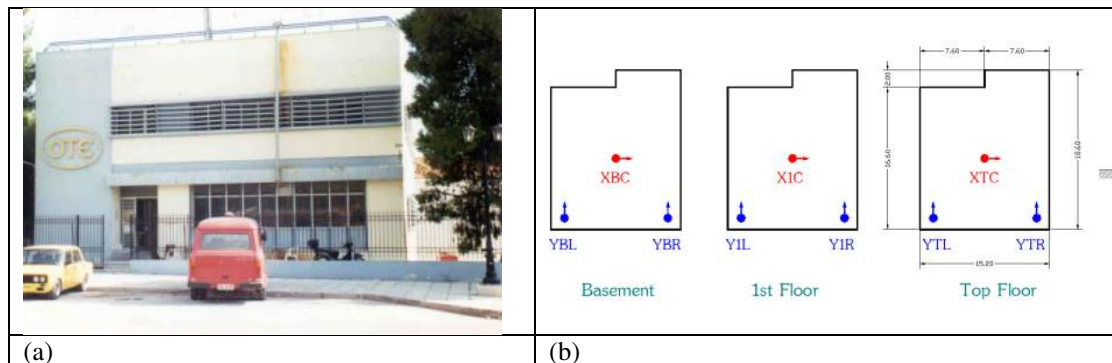 OTE
7.60 7.60
2.00
16.60
18.60
XBC X1C XTC
YBL YBR Y1L Y1R YTL YTR
15.20
Basement 1st Floor Top Floor
(a) (b)